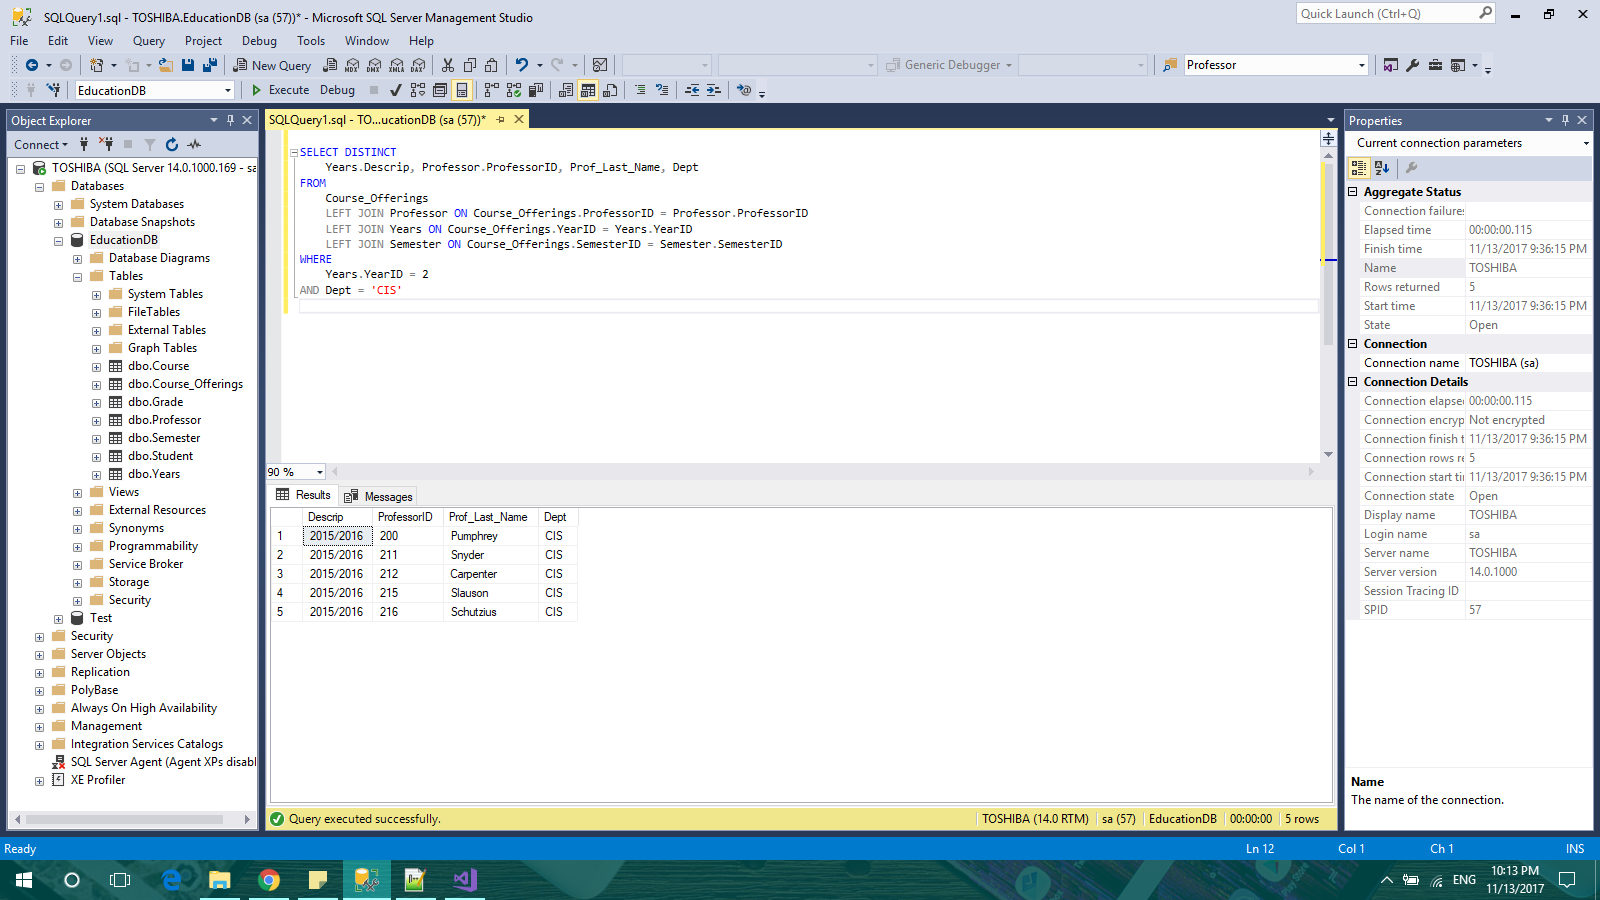 SQLQuery1.sql - TOSHIBA.EducationDB (sa (57))* - Microsoft SQL Server Management Studio
Quick Launch (Ctrl+Q)
File Edit View Query Project Debug Tools Window Help
New Query MDX DMX XMLA DAX Generic Debugger Professor
EducationDB Execute Debug
Object Explorer
Connect
TOSHIBA (SQL Server 14.0.1000.169 - sa
Databases
System Databases
Database Snapshots
EducationDB
Database Diagrams
Tables
System Tables
FileTables
External Tables
Graph Tables
dbo.Course
dbo.Course_Offerings
dbo.Grade
dbo.Professor
dbo.Semester
dbo.Student
dbo.Years
Views
External Resources
Synonyms
Programmability
Service Broker
Storage
Security
Test
Security
Server Objects
Replication
PolyBase
Always On High Availability
Management
Integration Services Catalogs
SQL Server Agent (Agent XPs disabl
XE Profiler
SQLQuery1.sql - TO...ucationDB (sa (57))*
SELECT DISTINCT
Years.Descrip, Professor.ProfessorID, Prof_Last_Name, Dept
FROM
Course_Offerings
LEFT JOIN Professor ON Course_Offerings.ProfessorID = Professor.ProfessorID
LEFT JOIN Years ON Course_Offerings.YearID = Years.YearID
LEFT JOIN Semester ON Course_Offerings.SemesterID = Semester.SemesterID
WHERE
Years.YearID = 2
AND Dept = 'CIS'
90 %
Results Messages
Descrip ProfessorID Prof_Last_Name Dept
1 2015/2016 200 Pumphrey CIS
2 2015/2016 211 Snyder CIS
3 2015/2016 212 Carpenter CIS
4 2015/2016 215 Slauson CIS
5 2015/2016 216 Schutzius CIS
Query executed successfully. TOSHIBA (14.0 RTM) sa (57) EducationDB 00:00:00 5 rows
Properties
Current connection parameters
Aggregate Status
Connection failures
Elapsed time 00:00:00.115
Finish time 11/13/2017 9:36:15 PM
Name TOSHIBA
Rows returned 5
Start time 11/13/2017 9:36:15 PM
State Open
Connection
Connection name TOSHIBA (sa)
Connection Details
Connection elapse 00:00:00.115
Connection encryp Not encrypted
Connection finish t 11/13/2017 9:36:15 PM
Connection rows re 5
Connection start ti 11/13/2017 9:36:15 PM
Connection state Open
Display name TOSHIBA
Login name sa
Server name TOSHIBA
Server version 14.0.1000
Session Tracing ID
SPID 57
Name
The name of the connection.
Ready Ln 12 Col 1 Ch 1 INS
ENG 10:13 PM
11/13/2017